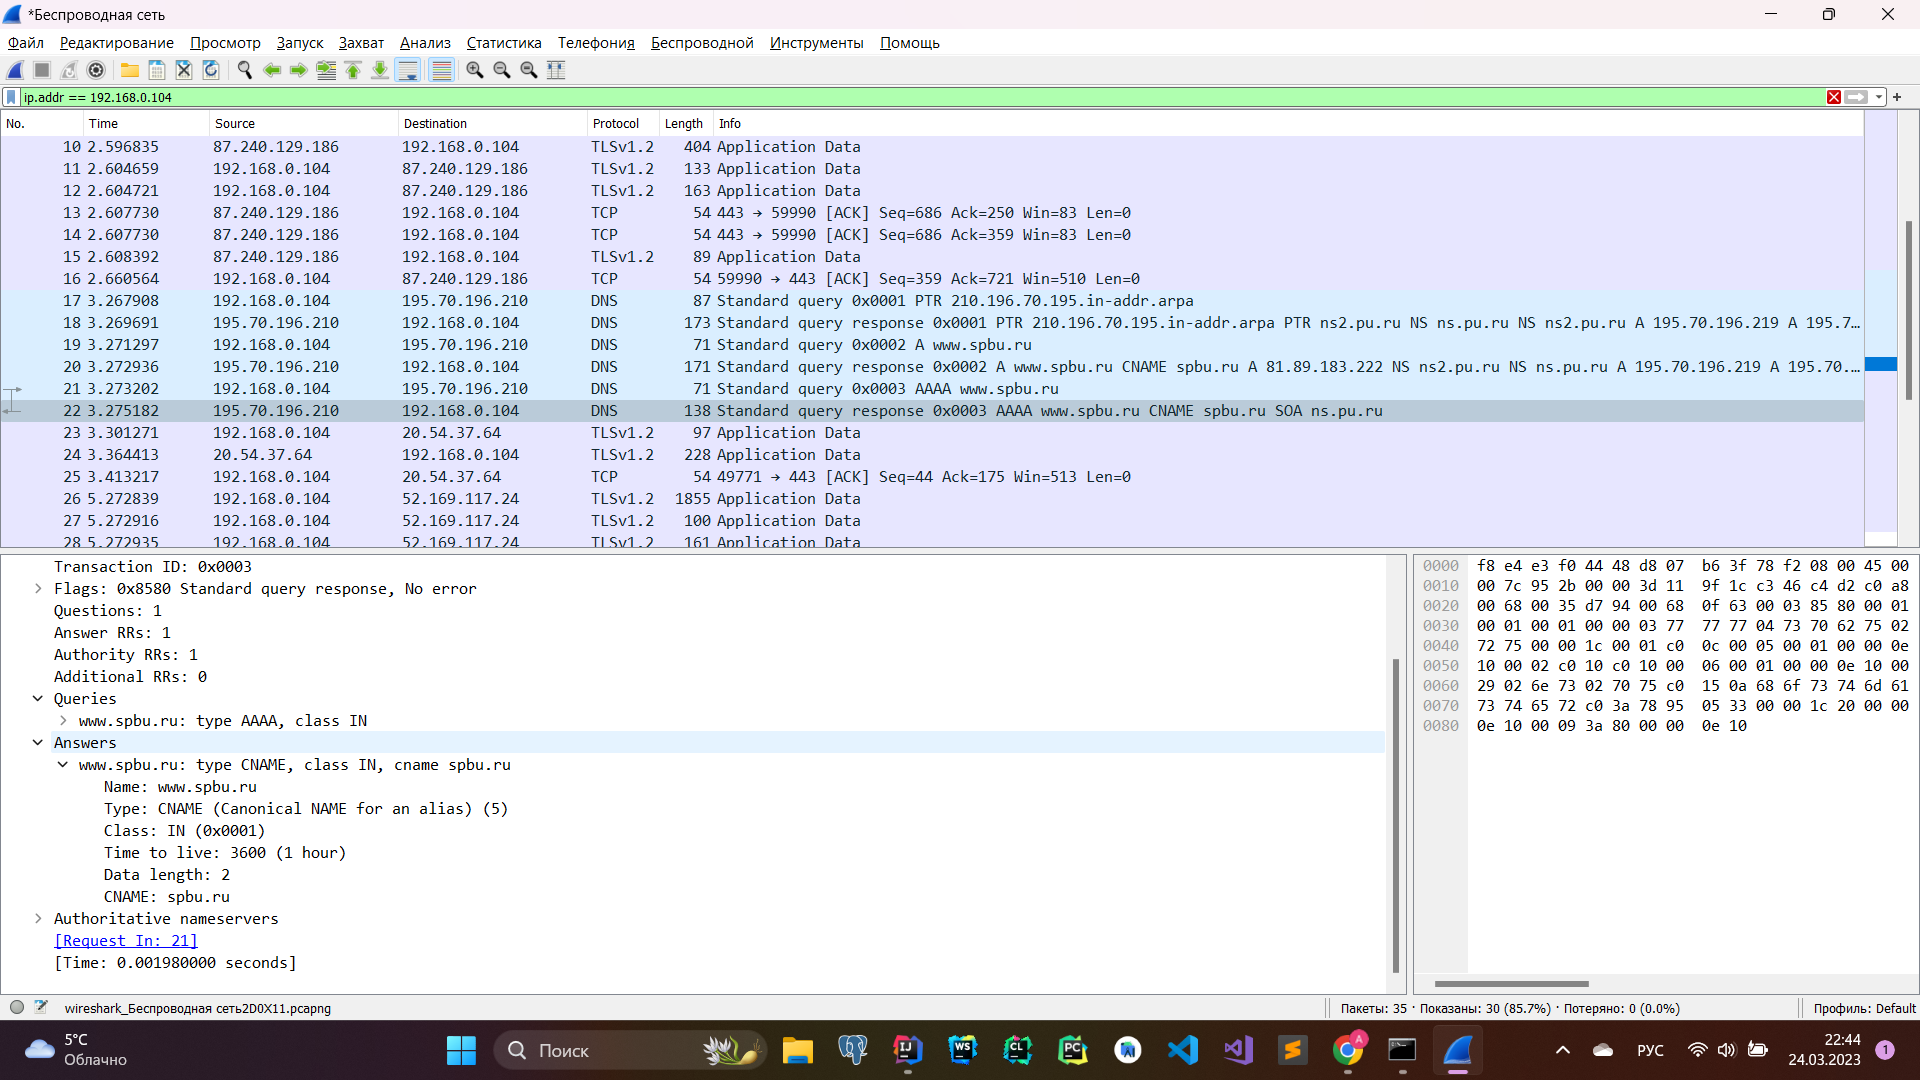 *Беспроводная сеть
Файл Редактирование Просмотр Запуск Захват Анализ Статистика Телефония Беспроводной Инструменты Помощь
ip.addr == 192.168.0.104
No. Time Source Destination Protocol Length Info
10 2.596835 87.240.129.186 192.168.0.104 TLSv1.2 404 Application Data
11 2.604659 192.168.0.104 87.240.129.186 TLSv1.2 133 Application Data
12 2.604721 192.168.0.104 87.240.129.186 TLSv1.2 163 Application Data
13 2.607730 87.240.129.186 192.168.0.104 TCP 54 443 → 59990 [ACK] Seq=686 Ack=250 Win=83 Len=0
14 2.607730 87.240.129.186 192.168.0.104 TCP 54 443 → 59990 [ACK] Seq=686 Ack=359 Win=83 Len=0
15 2.608392 87.240.129.186 192.168.0.104 TLSv1.2 89 Application Data
16 2.660564 192.168.0.104 87.240.129.186 TCP 54 59990 → 443 [ACK] Seq=359 Ack=721 Win=510 Len=0
17 3.267908 192.168.0.104 195.70.196.210 DNS 87 Standard query 0x0001 PTR 210.196.70.195.in-addr.arpa
18 3.269691 195.70.196.210 192.168.0.104 DNS 173 Standard query response 0x0001 PTR 210.196.70.195.in-addr.arpa PTR ns2.pu.ru NS ns.pu.ru NS ns2.pu.ru A 195.70.196.219 A 195.7…
19 3.271297 192.168.0.104 195.70.196.210 DNS 71 Standard query 0x0002 A www.spbu.ru
20 3.272936 195.70.196.210 192.168.0.104 DNS 171 Standard query response 0x0002 A www.spbu.ru CNAME spbu.ru A 81.89.183.222 NS ns2.pu.ru NS ns.pu.ru A 195.70.196.219 A 195.70.…
21 3.273202 192.168.0.104 195.70.196.210 DNS 71 Standard query 0x0003 AAAA www.spbu.ru
22 3.275182 195.70.196.210 192.168.0.104 DNS 138 Standard query response 0x0003 AAAA www.spbu.ru CNAME spbu.ru SOA ns.pu.ru
23 3.301271 192.168.0.104 20.54.37.64 TLSv1.2 97 Application Data
24 3.364413 20.54.37.64 192.168.0.104 TLSv1.2 228 Application Data
25 3.413217 192.168.0.104 20.54.37.64 TCP 54 49771 → 443 [ACK] Seq=44 Ack=175 Win=513 Len=0
26 5.272839 192.168.0.104 52.169.117.24 TLSv1.2 1855 Application Data
27 5.272916 192.168.0.104 52.169.117.24 TLSv1.2 100 Application Data
28 5.272935 192.168.0.104 52.169.117.24 TLSv1.2 161 Application Data
Transaction ID: 0x0003
Flags: 0x8580 Standard query response, No error
Questions: 1
Answer RRs: 1
Authority RRs: 1
Additional RRs: 0
Queries
www.spbu.ru: type AAAA, class IN
Answers
www.spbu.ru: type CNAME, class IN, cname spbu.ru
Name: www.spbu.ru
Type: CNAME (Canonical NAME for an alias) (5)
Class: IN (0x0001)
Time to live: 3600 (1 hour)
Data length: 2
CNAME: spbu.ru
Authoritative nameservers
[Request In: 21]
[Time: 0.001980000 seconds]
0000 f8 e4 e3 f0 44 48 d8 07 b6 3f 78 f2 08 00 45 00
0010 00 7c 95 2b 00 00 3d 11 9f 1c c3 46 c4 d2 c0 a8
0020 00 68 00 35 d7 94 00 68 0f 63 00 03 85 80 00 01
0030 00 01 00 01 00 00 03 77 77 77 04 73 70 62 75 02
0040 72 75 00 00 1c 00 01 c0 0c 00 05 00 01 00 00 0e
0050 10 00 02 c0 10 c0 10 00 06 00 01 00 00 0e 10 00
0060 29 02 6e 73 02 70 75 c0 15 0a 68 6f 73 74 6d 61
0070 73 74 65 72 c0 3a 78 95 05 33 00 00 1c 20 00 00
0080 0e 10 00 09 3a 80 00 00 0e 10
wireshark_Беспроводная сеть2D0X11.pcapng
Пакеты: 35 · Показаны: 30 (85.7%) · Потеряно: 0 (0.0%)
Профиль: Default
5°C
Облачно
Поиск
IJ
WS
CL
PC
A
РУС
22:44
24.03.2023
1